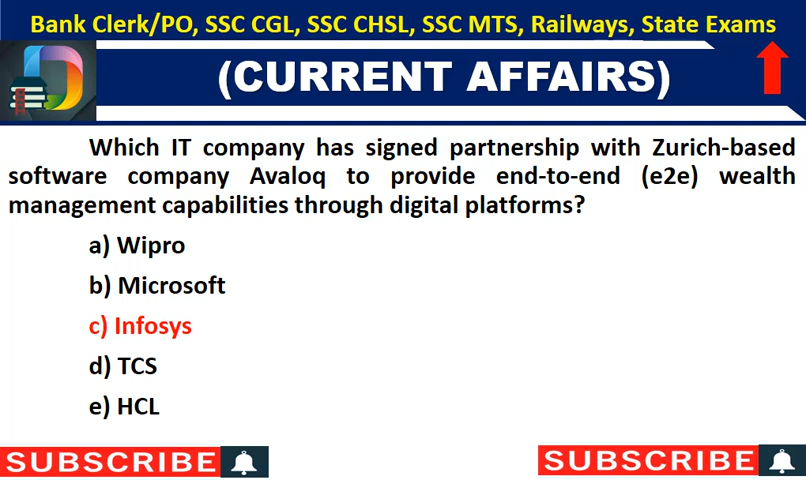 Bank Clerk/PO, SSC CGL, SSC CHSL, SSC MTS, Railways, State Exams
(CURRENT AFFAIRS)
Which IT company has signed partnership with Zurich-based
software company Avaloq to provide end-to-end (e2e) wealth
management capabilities through digital platforms?
a) Wipro
b) Microsoft
c) Infosys
d) TCS
e) HCL
SUBSCRIBE
SUBSCRIBE